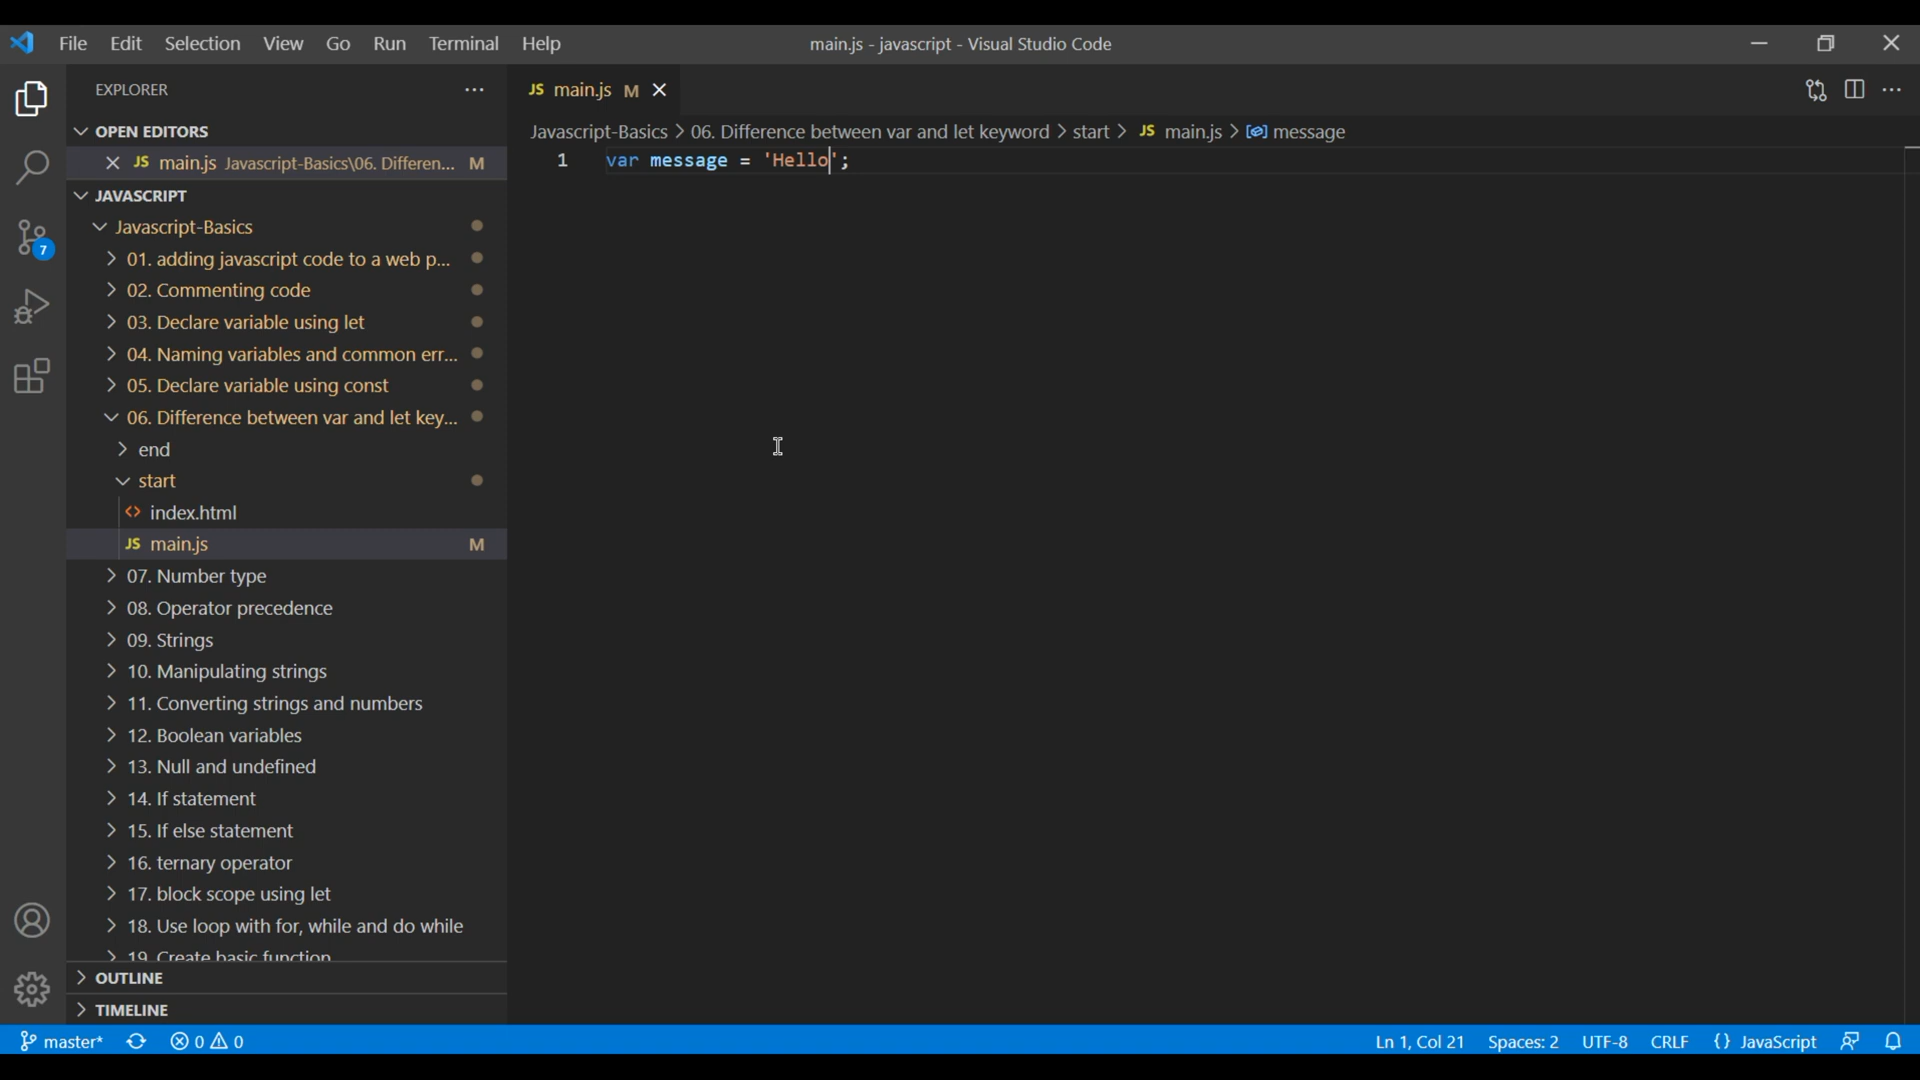 File Edit Selection View Go Run Terminal Help
main.js - javascript - Visual Studio Code
EXPLORER
OPEN EDITORS
JS main.js Javascript-Basics\06. Differen... M
JAVASCRIPT
Javascript-Basics
01. adding javascript code to a web p...
02. Commenting code
03. Declare variable using let
04. Naming variables and common err...
05. Declare variable using const
06. Difference between var and let key...
end
start
index.html
JS main.js M
07. Number type
08. Operator precedence
09. Strings
10. Manipulating strings
11. Converting strings and numbers
12. Boolean variables
13. Null and undefined
14. If statement
15. If else statement
16. ternary operator
17. block scope using let
18. Use loop with for, while and do while
19. Create basic function
OUTLINE
TIMELINE
7
JS main.js M
Javascript-Basics > 06. Difference between var and let keyword > start > JS main.js > message
1 var message = 'Hello';
master* 0 0
Ln 1, Col 21 Spaces: 2 UTF-8 CRLF {} JavaScript